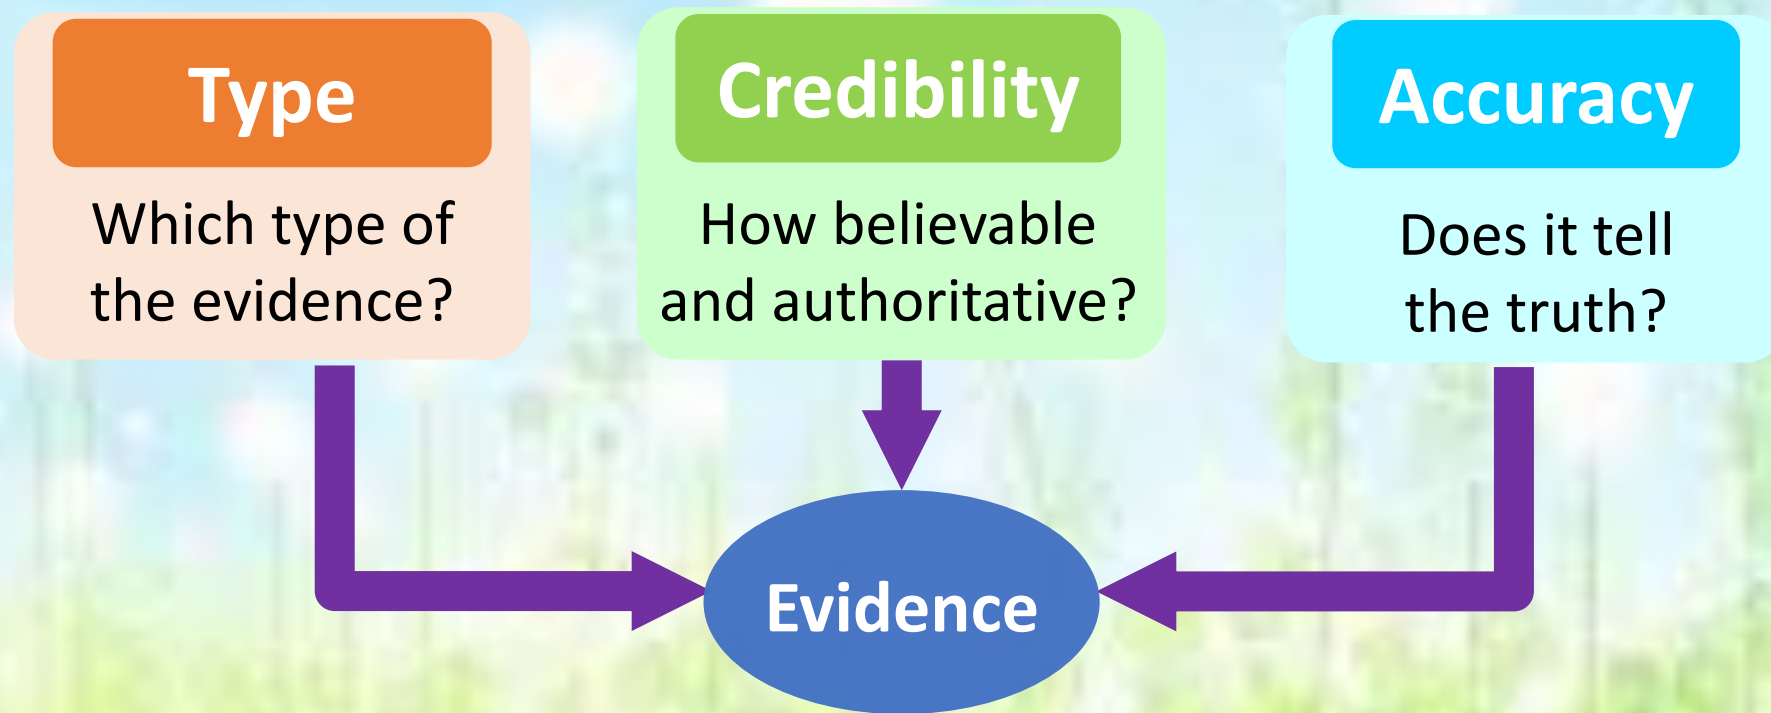 Type
Which type of
the evidence?
Credibility
How believable
and authoritative?
Accuracy
Does it tell
the truth?
Evidence